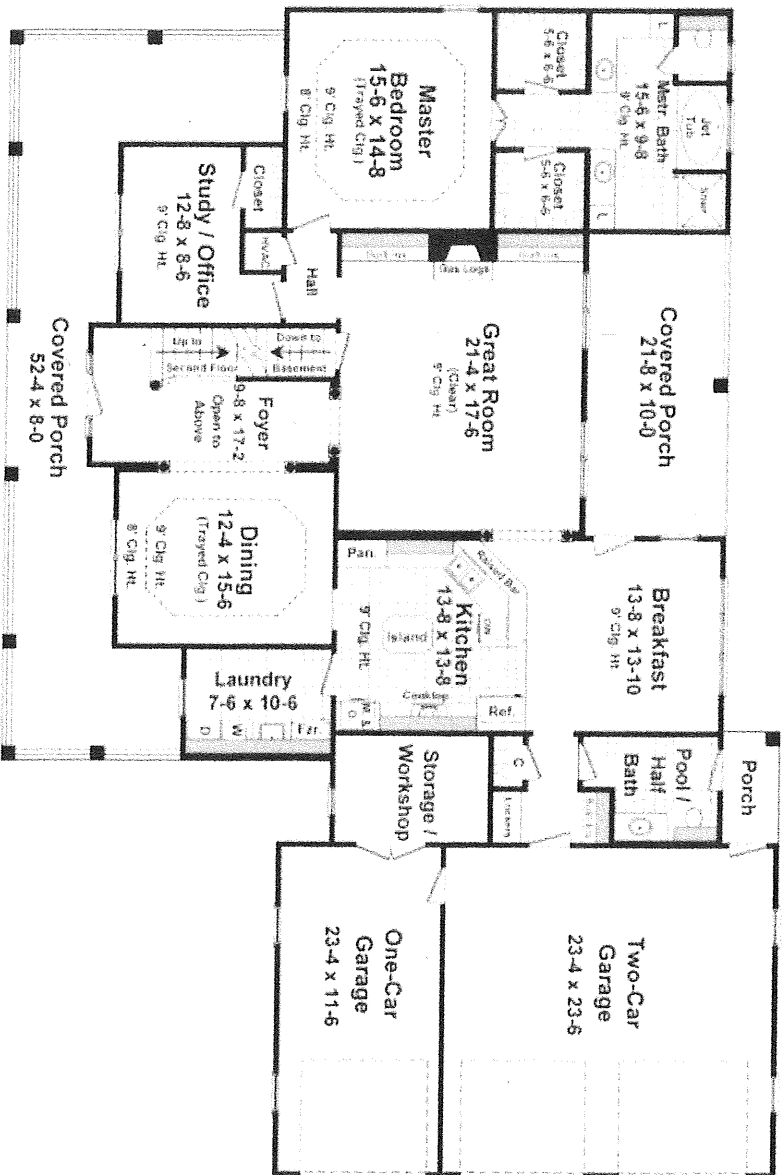 Master
Bedroom
15-6 x 14-8
(Trayed Clg.)
9' Clg. Ht.
8' Clg. Ht.
Closet
5-6 x 6-6
Closet
5-6 x 6-6
Mstr. Bath
15-6 x 9-8
9' Clg. Ht.
Jet
Tub
Shwr
L
L
Study / Office
12-8 x 8-6
9' Clg. Ht.
Closet
HVAC
Hall
Built-ins
Gas Logs
Built-ins
Great Room
21-4 x 17-6
(Clear)
9' Clg. Ht.
Covered Porch
21-8 x 10-0
Covered Porch
52-4 x 8-0
Up to
Second Floor
Down to
Basement
Foyer
9-8 x 17-2
Open to
Above
Dining
12-4 x 15-6
(Trayed Clg.)
9' Clg. Ht.
8' Clg. Ht.
Pan.
Raised Bar
DW
Kitchen
13-8 x 13-8
Island
9' Clg. Ht.
Cooktop
Ref.
Breakfast
13-8 x 13-10
9' Clg. Ht.
Laundry
7-6 x 10-6
D
W
Frz.
Storage /
Workshop
C
Lockers
Pool /
Half
Bath
Porch
One-Car
Garage
23-4 x 11-6
Two-Car
Garage
23-4 x 23-6